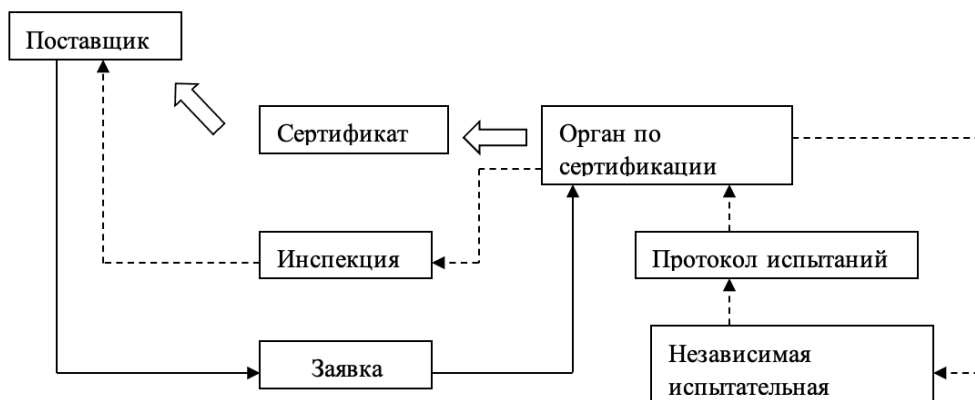 Поставщик
Сертификат
Орган по
сертификации
Инспекция
Протокол испытаний
Заявка
Независимая
испытательная